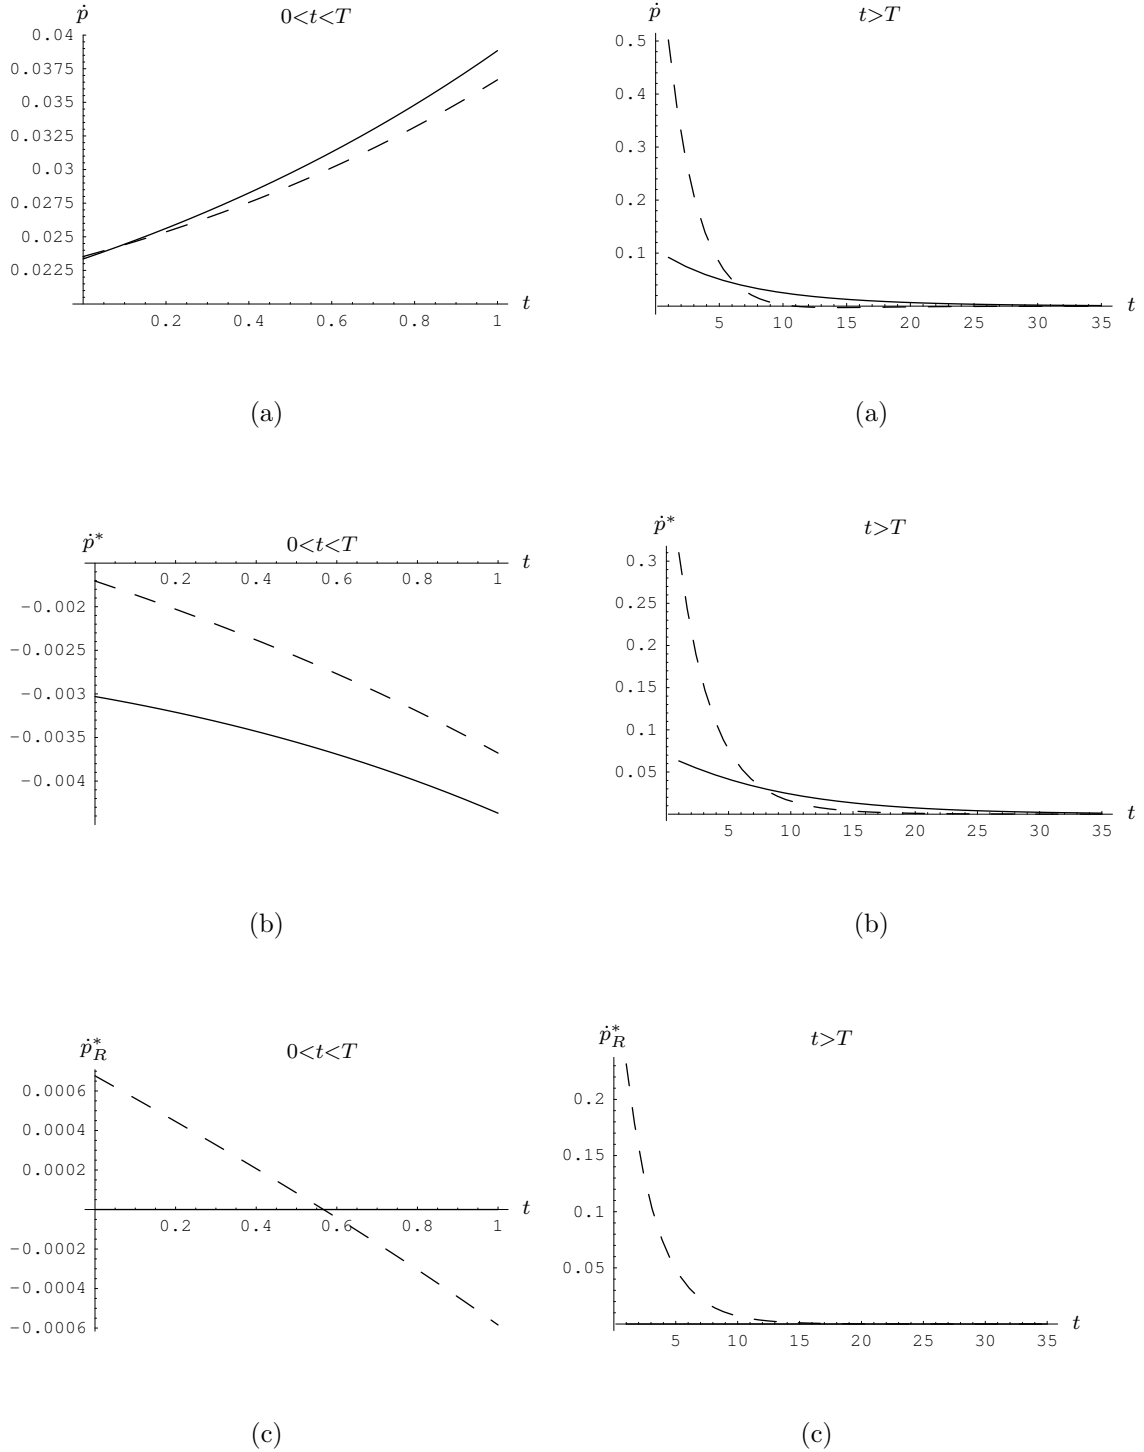 ṗ 0<t<T
0.04
0.0375
0.035
0.0325
0.03
0.0275
0.025
0.0225
0.2 0.4 0.6 0.8 1 t
(a)
ṗ t>T
0.5
0.4
0.3
0.2
0.1
5 10 15 20 25 30 35 t
(a)
ṗ* 0<t<T
0.2 0.4 0.6 0.8 1 t
−0.002
−0.0025
−0.003
−0.0035
−0.004
(b)
ṗ* t>T
0.3
0.25
0.2
0.15
0.1
0.05
5 10 15 20 25 30 35 t
(b)
ṗ*R 0<t<T
0.0006
0.0004
0.0002
0.2 0.4 0.6 0.8 1 t
−0.0002
−0.0004
−0.0006
(c)
ṗ*R t>T
0.2
0.15
0.1
0.05
5 10 15 20 25 30 35 t
(c)